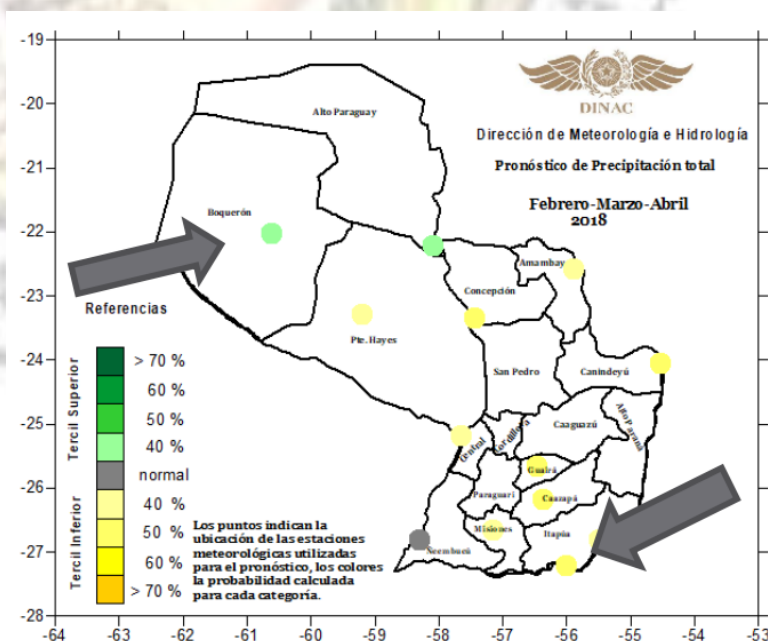 -19
-20
-21
-22
-23
-24
-25
-26
-27
-28
-64
-63
-62
-61
-60
-59
-58
-57
-56
-55
-54
-53
DINAC
Dirección de Meteorología e Hidrología
Pronóstico de Precipitación total
Febrero-Marzo-Abril
2018
Alto Paraguay
Boquerón
Amambay
Concepción
Pte. Hayes
San Pedro
Canindeyú
Caaguazú
Alto Paraná
Cordillera
Central
Guairá
Caazapá
Paraguari
Misiones
Itapúa
Ñeembucú
Referencias
Tercil Superior
> 70 %
60 %
50 %
40 %
normal
Tercil Inferior
40 %
50 %
60 %
> 70 %
Los puntos indican la
ubicación de las estaciones
meteorológicas utilizadas
para el pronóstico, los colores
la probabilidad calculada
para cada categoría.